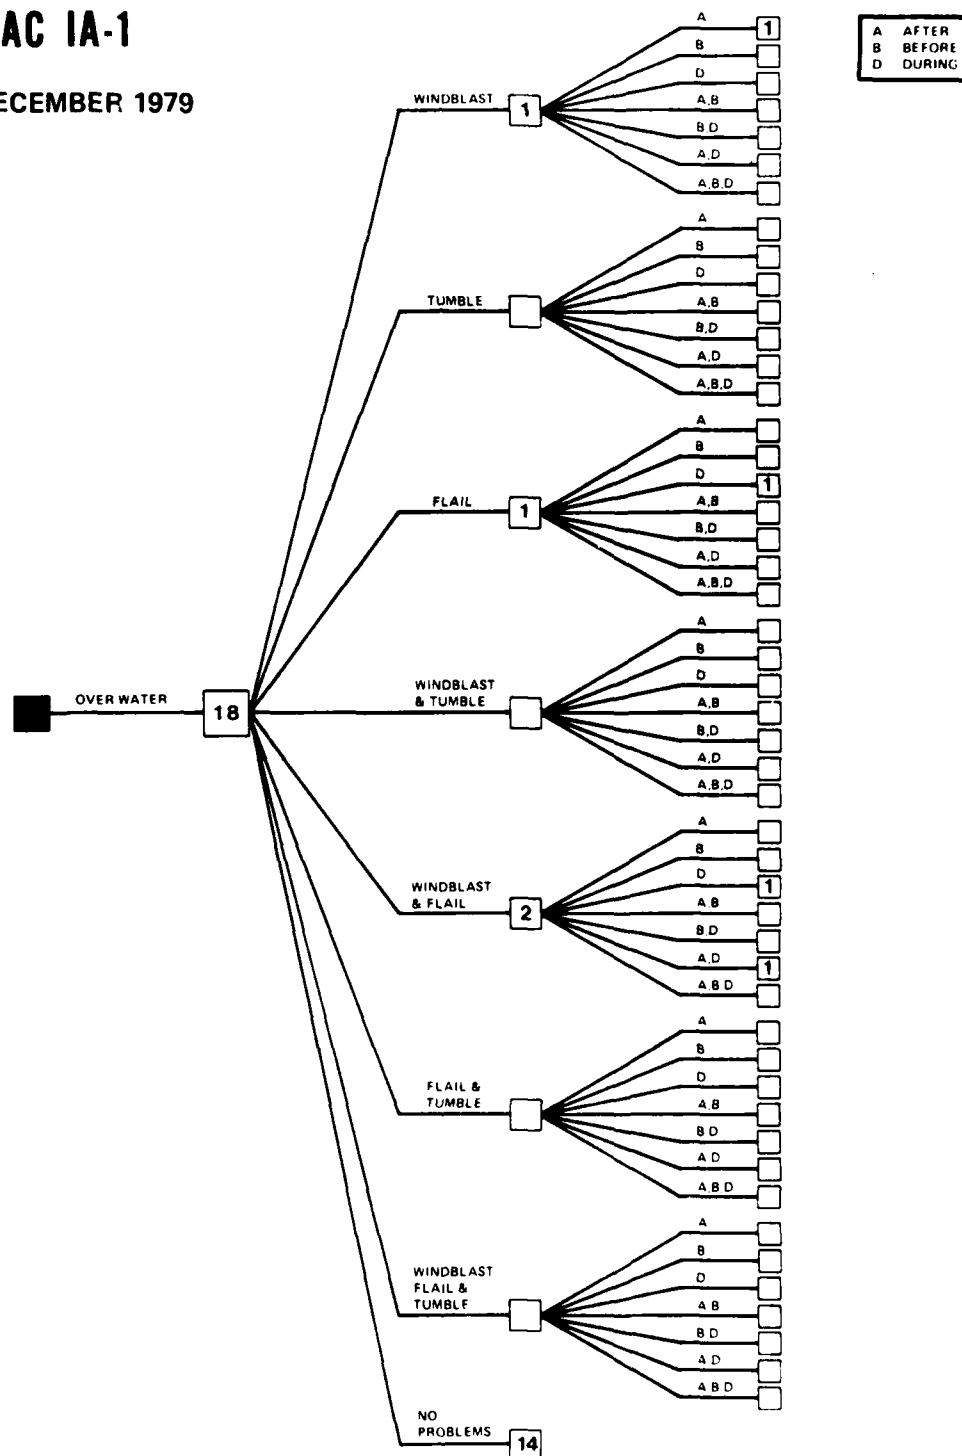 AC IA-1
ECEMBER 1979
A AFTER
B BEFORE
D DURING
OVER WATER
18
WINDBLAST
1
A 1
B
D
A,B
B,D
A,D
A,B,D
TUMBLE
A
B
D
A,B
B,D
A,D
A,B,D
FLAIL
1
A
B
D 1
A,B
B,D
A,D
A,B,D
WINDBLAST
& TUMBLE
A
B
D
A,B
B,D
A,D
A,B,D
WINDBLAST
& FLAIL
2
A
B
D 1
A,B
B,D
A,D 1
A,B D
FLAIL &
TUMBLE
A
B
D
A,B
B D
A D
A,B D
WINDBLAST
FLAIL &
TUMBLE
A
B
D
A B
B D
A D
A B D
NO
PROBLEMS
14